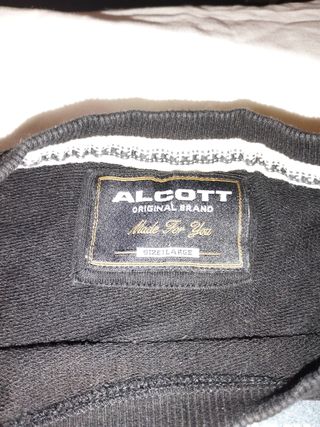 ALCOTT
ORIGINAL BRAND
Made For You
SIZE:LARGE